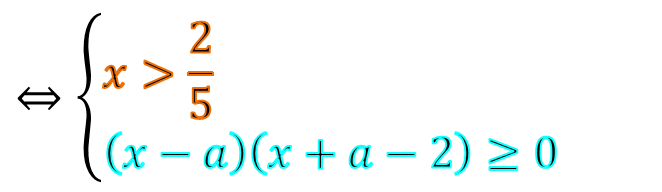 ⇔ { x > 2/5
(x − a)(x + a − 2) ≥ 0